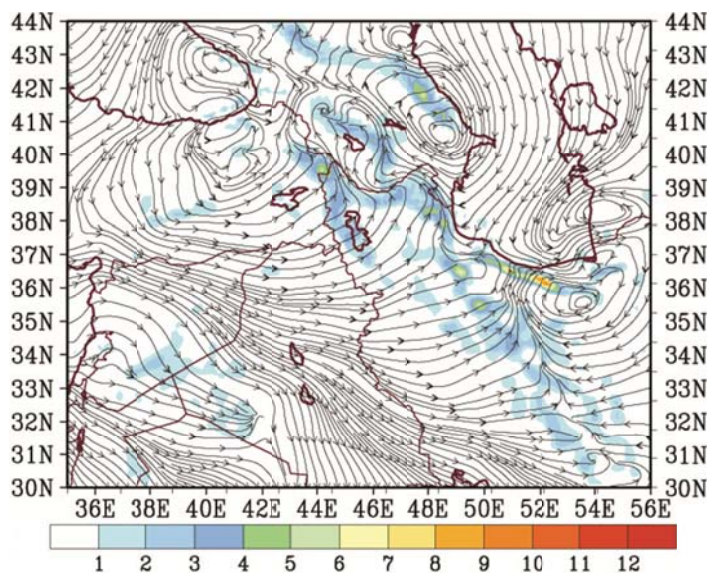 44N 44N
43N 43N
42N 42N
41N 41N
40N 40N
39N 39N
38N 38N
37N 37N
36N 36N
35N 35N
34N 34N
33N 33N
32N 32N
31N 31N
30N 30N
36E 38E 40E 42E 44E 46E 48E 50E 52E 54E 56E
1 2 3 4 5 6 7 8 9 10 11 12